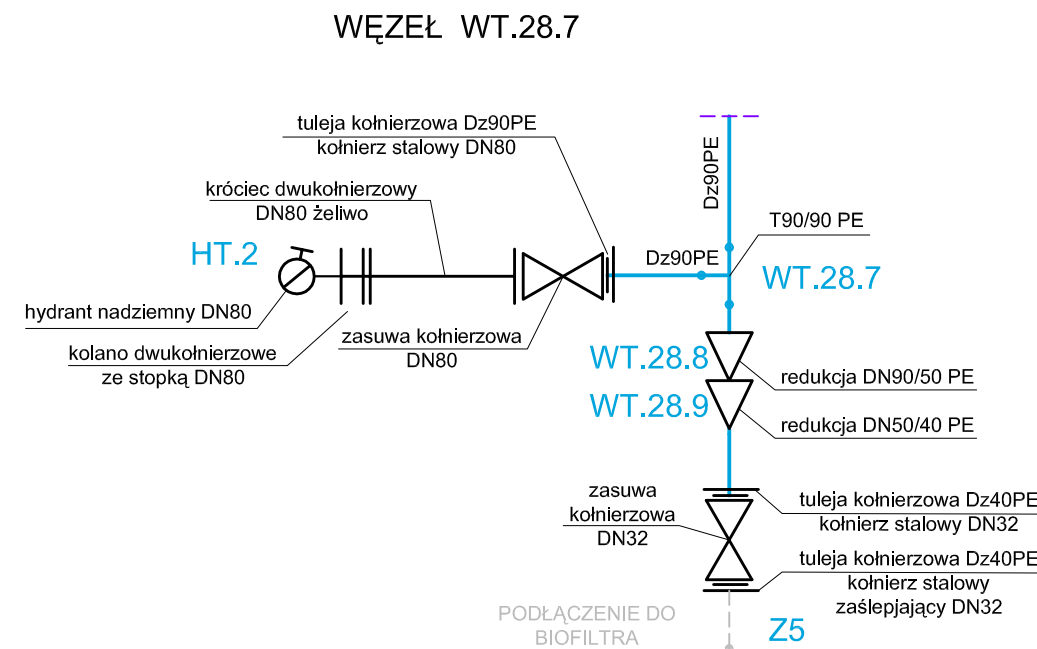 WĘZEŁ WT.28.7
tuleja kołnierzowa Dz90PE
kołnierz stalowy DN80
Dz90PE
króciec dwukołnierzowy
DN80 żeliwo
T90/90 PE
HT.2
Dz90PE
WT.28.7
hydrant nadziemny DN80
zasuwa kołnierzowa
DN80
kolano dwukołnierzowe
ze stopką DN80
WT.28.8
redukcja DN90/50 PE
WT.28.9
redukcja DN50/40 PE
zasuwa
kołnierzowa
DN32
tuleja kołnierzowa Dz40PE
kołnierz stalowy DN32
tuleja kołnierzowa Dz40PE
kołnierz stalowy
zaślepjający DN32
PODŁĄCZENIE DO
BIOFILTRA
Z5